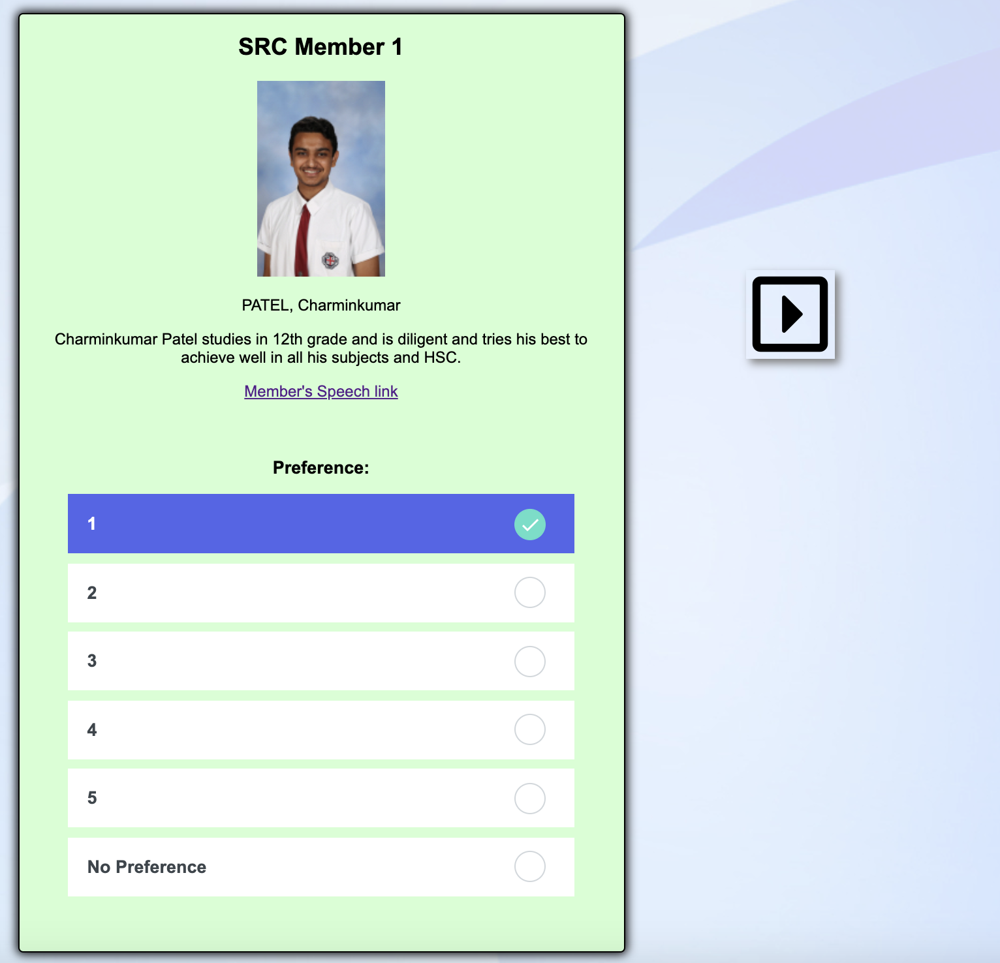 SRC Member 1
PATEL, Charminkumar
Charminkumar Patel studies in 12th grade and is diligent and tries his best to
achieve well in all his subjects and HSC.
Member's Speech link
Preference:
1
2
3
4
5
No Preference